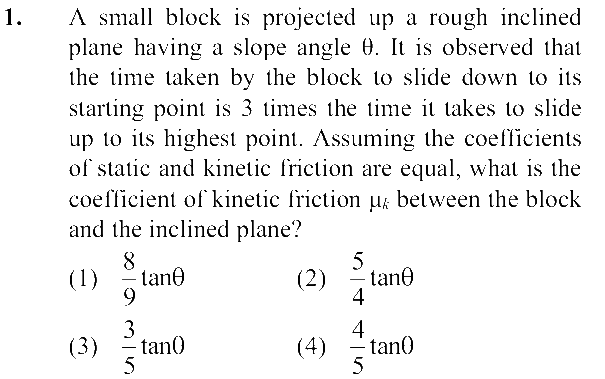 1. A small block is projected up a rough inclined
plane having a slope angle θ. It is observed that
the time taken by the block to slide down to its
starting point is 3 times the time it takes to slide
up to its highest point. Assuming the coefficients
of static and kinetic friction are equal, what is the
coefficient of kinetic friction μk between the block
and the inclined plane?
(1) 8/9 tanθ (2) 5/4 tanθ
(3) 3/5 tanθ (4) 4/5 tanθ